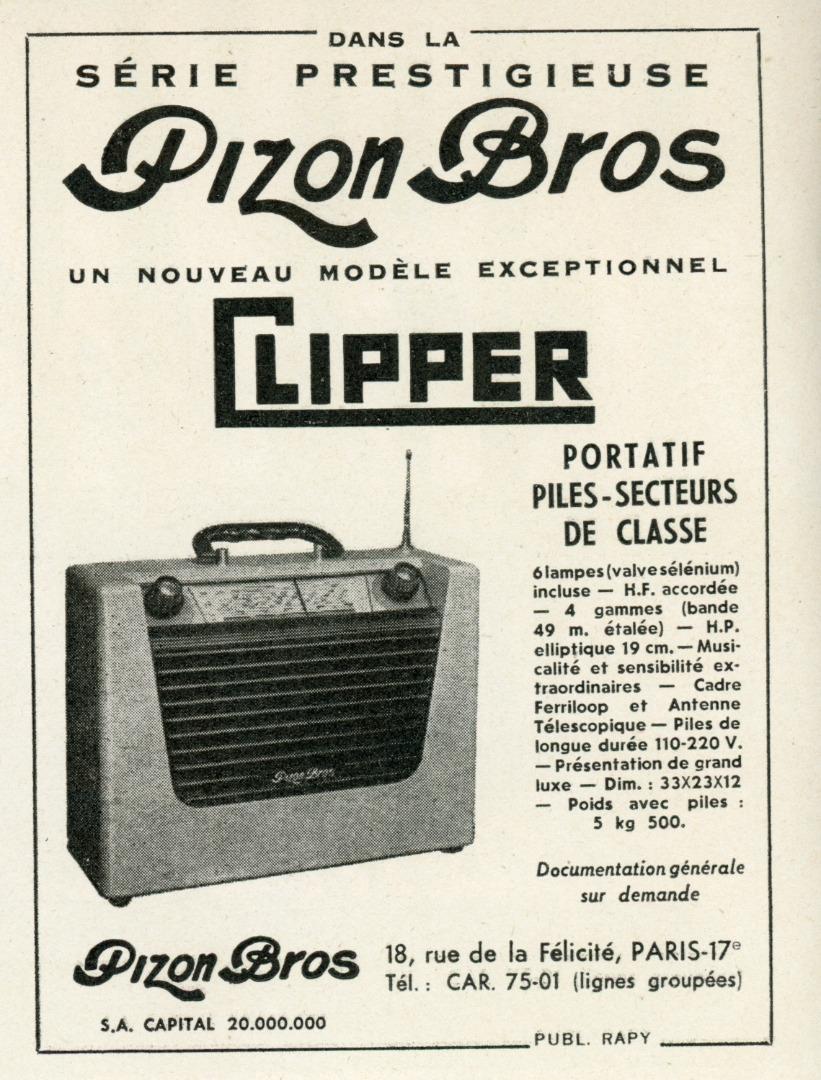 DANS LA
SÉRIE PRESTIGIEUSE
Pizon Bros
UN NOUVEAU MODÈLE EXCEPTIONNEL
CLIPPER
PORTATIF
PILES-SECTEURS
DE CLASSE
6 lampes (valve sélénium)
incluse — H.F. accordée
— 4 gammes (bande
49 m. étalée) — H.P.
elliptique 19 cm. — Musi-
calité et sensibilité ex-
traordinaires — Cadre
Ferriloop et Antenne
Télescopique — Piles de
longue durée 110-220 V.
— Présentation de grand
luxe — Dim. : 33X23X12
— Poids avec piles :
5 kg 500.
Pizon Bros
Documentation générale
sur demande
Pizon Bros
18, rue de la Félicité, PARIS-17e
Tél. : CAR. 75-01 (lignes groupées)
S.A. CAPITAL 20.000.000
PUBL. RAPY